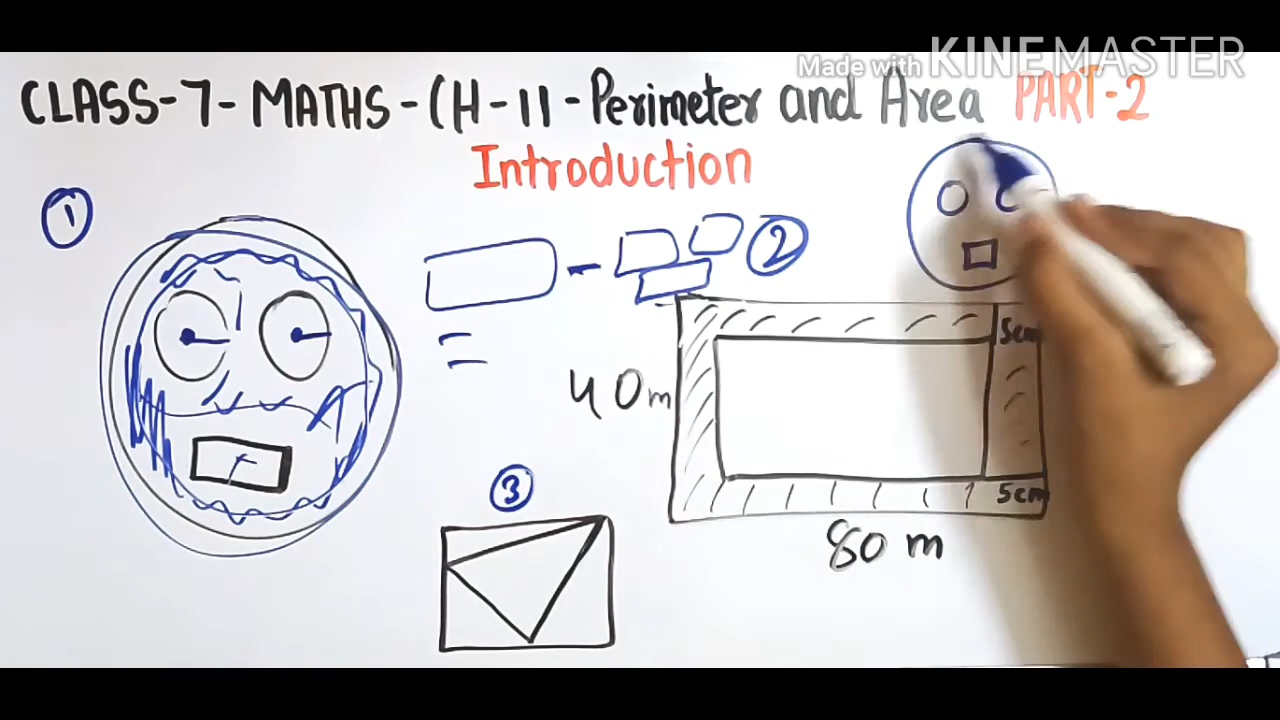 Made with KINEMASTER
CLASS-7-MATHS-CH-11-Perimeter and Area PART-2
Introduction
1
2
5cm
40m
3
5cm
80 m